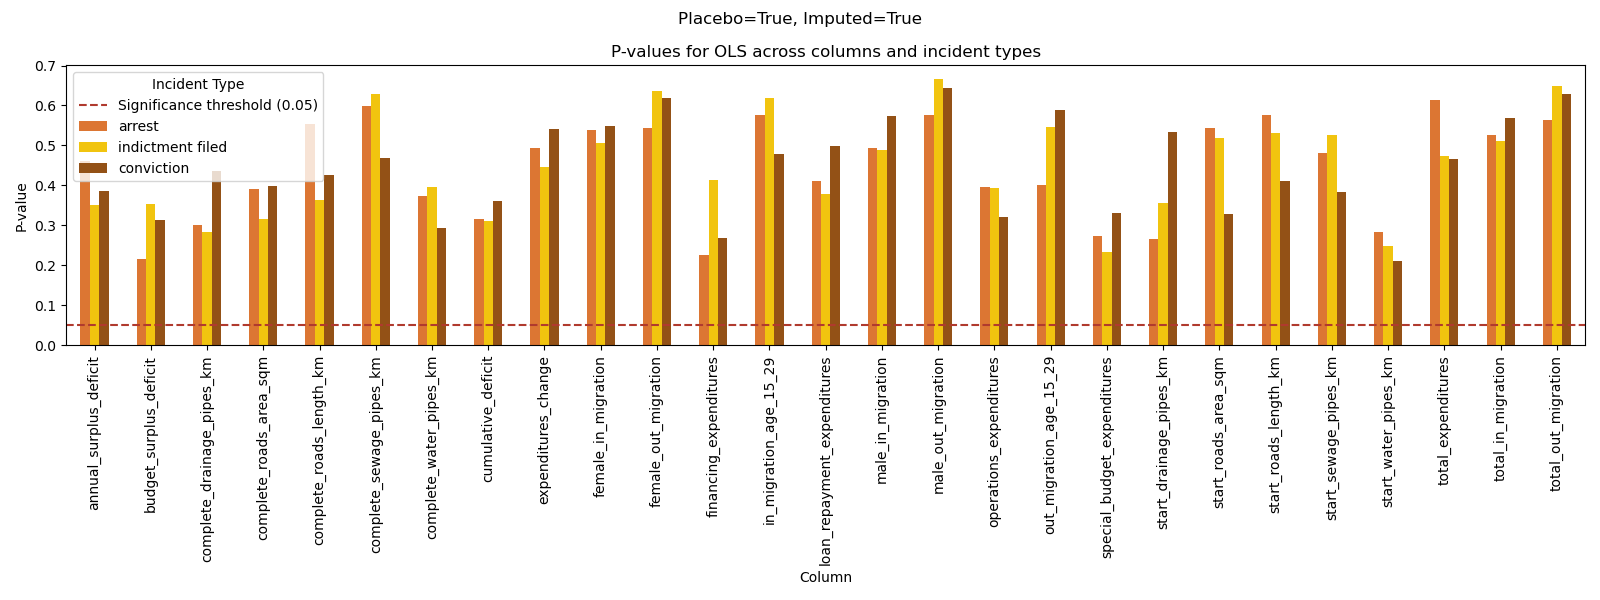 Placebo=True, Imputed=True
P-values for OLS across columns and incident types
Incident Type
Significance threshold (0.05)
arrest
indictment filed
conviction
P-value
0.7
0.6
0.5
0.4
0.3
0.2
0.1
0.0
annual_surplus_deficit
budget_surplus_deficit
complete_drainage_pipes_km
complete_roads_area_sqm
complete_roads_length_km
complete_sewage_pipes_km
complete_water_pipes_km
cumulative_deficit
expenditures_change
female_in_migration
female_out_migration
financing_expenditures
in_migration_age_15_29
loan_repayment_expenditures
male_in_migration
male_out_migration
operations_expenditures
out_migration_age_15_29
special_budget_expenditures
start_drainage_pipes_km
start_roads_area_sqm
start_roads_length_km
start_sewage_pipes_km
start_water_pipes_km
total_expenditures
total_in_migration
total_out_migration
Column